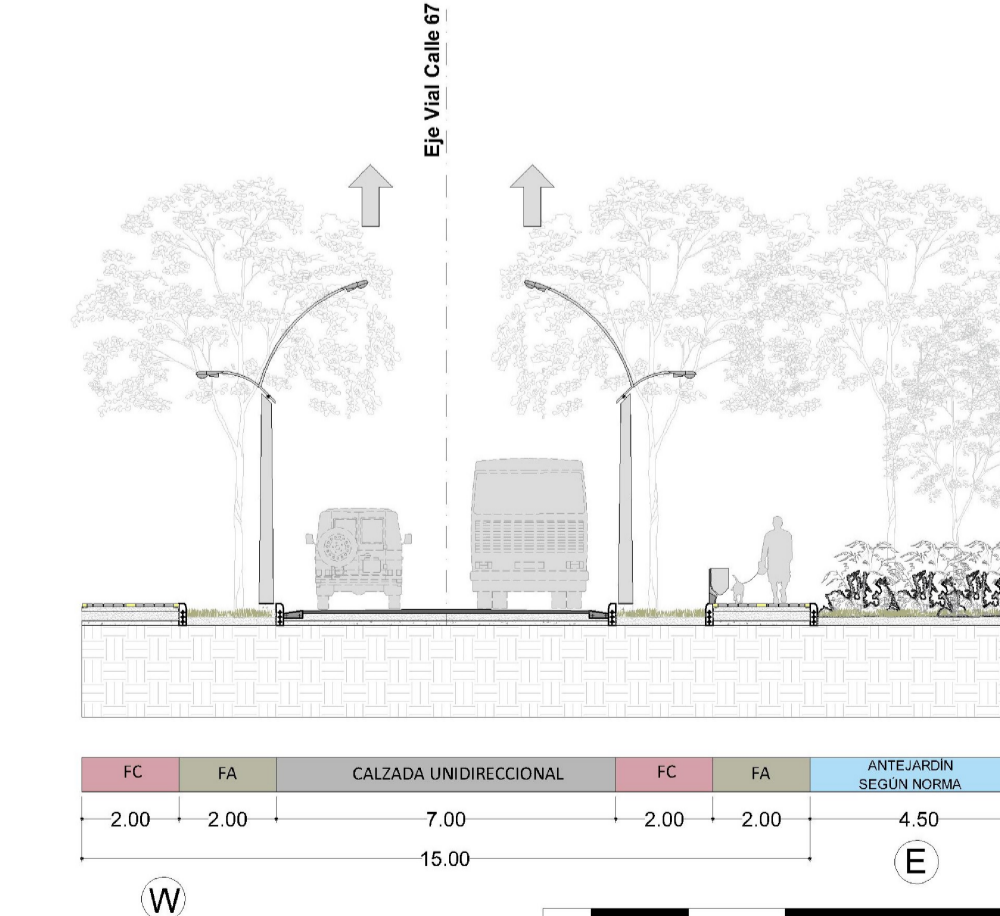 Eje Vial Calle 67
FC
FA
CALZADA UNIDIRECCIONAL
FC
FA
ANTEJARDÍN
SEGÚN NORMA
2.00
2.00
7.00
2.00
2.00
4.50
15.00
E
W